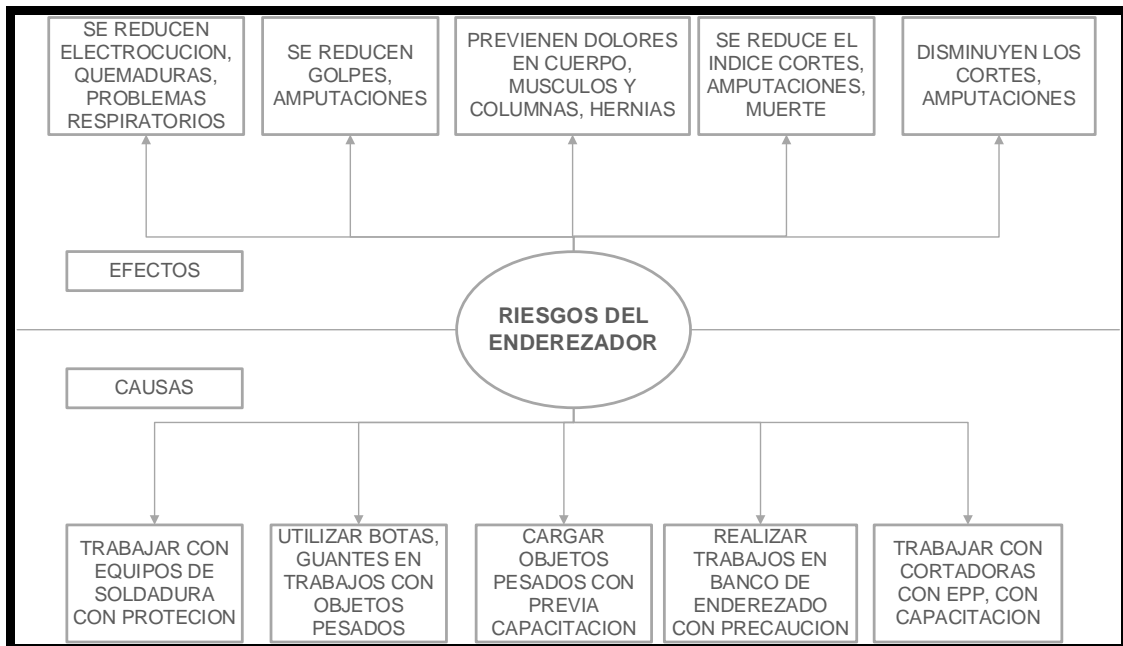 SE REDUCEN
ELECTROCUCION,
QUEMADURAS,
PROBLEMAS
RESPIRATORIOS
SE REDUCEN
GOLPES,
AMPUTACIONES
PREVIENEN DOLORES
EN CUERPO,
MUSCULOS Y
COLUMNAS, HERNIAS
SE REDUCE EL
INDICE CORTES,
AMPUTACIONES,
MUERTE
DISMINUYEN LOS
CORTES,
AMPUTACIONES
EFECTOS
RIESGOS DEL
ENDEREZADOR
CAUSAS
TRABAJAR CON
EQUIPOS DE
SOLDADURA
CON PROTECION
UTILIZAR BOTAS,
GUANTES EN
TRABAJOS CON
OBJETOS
PESADOS
CARGAR
OBJETOS
PESADOS CON
PREVIA
CAPACITACION
REALIZAR
TRABAJOS EN
BANCO DE
ENDEREZADO
CON PRECAUCION
TRABAJAR CON
CORTADORAS
CON EPP, CON
CAPACITACION